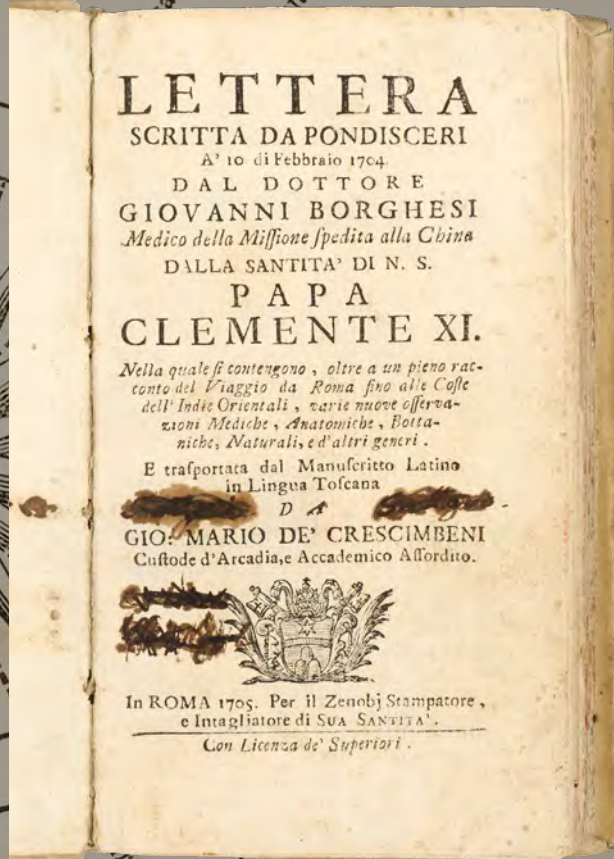 LETTERA
SCRITTA DA PONDISCERI
A' 10 di Febbraio 1704.
DAL DOTTORE
GIOVANNI BORGHESI
Medico della Miſſione ſpedita alla China
DALLA SANTITA' DI N. S.
PAPA
CLEMENTE XI.
Nella quale ſi contengono, oltre a un pieno rac-
conto del Viaggio da Roma fino alle Coſte
dell' Indie Orientali, varie nuove oſſerva-
zioni Mediche, Anatomiche, Botta-
niche, Naturali, e d'altri generi.
E traſportata dal Manuſcritto Latino
in Lingua Toſcana
DA
GIO: MARIO DE' CRESCIMBENI
Cuſtode d'Arcadia, e Accademico Aſſordito.
In ROMA 1705. Per il Zenobj Stampatore,
e Intagliatore di SUA SANTITA'.
Con Licenza de' Superiori.